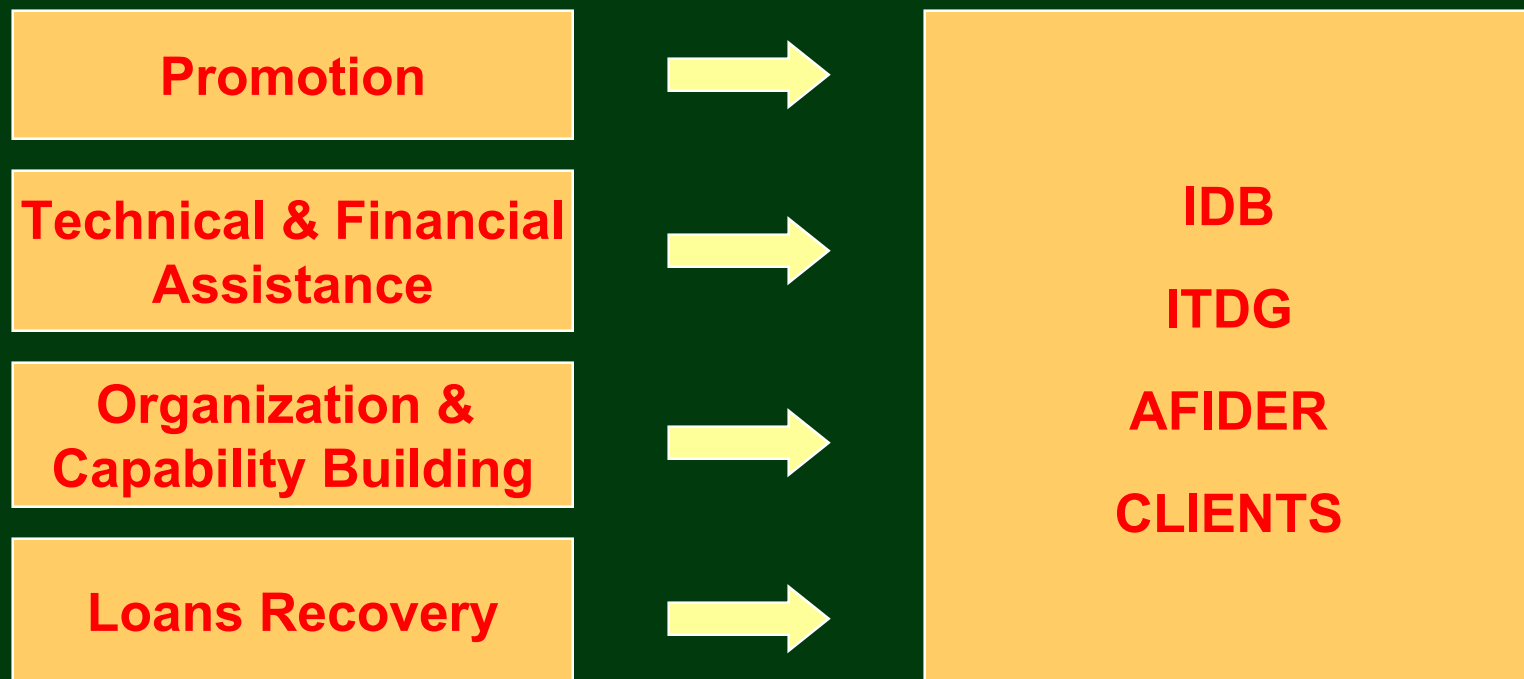 Promotion
Technical & Financial
Assistance
Organization &
Capability Building
Loans Recovery
IDB
ITDG
AFIDER
CLIENTS